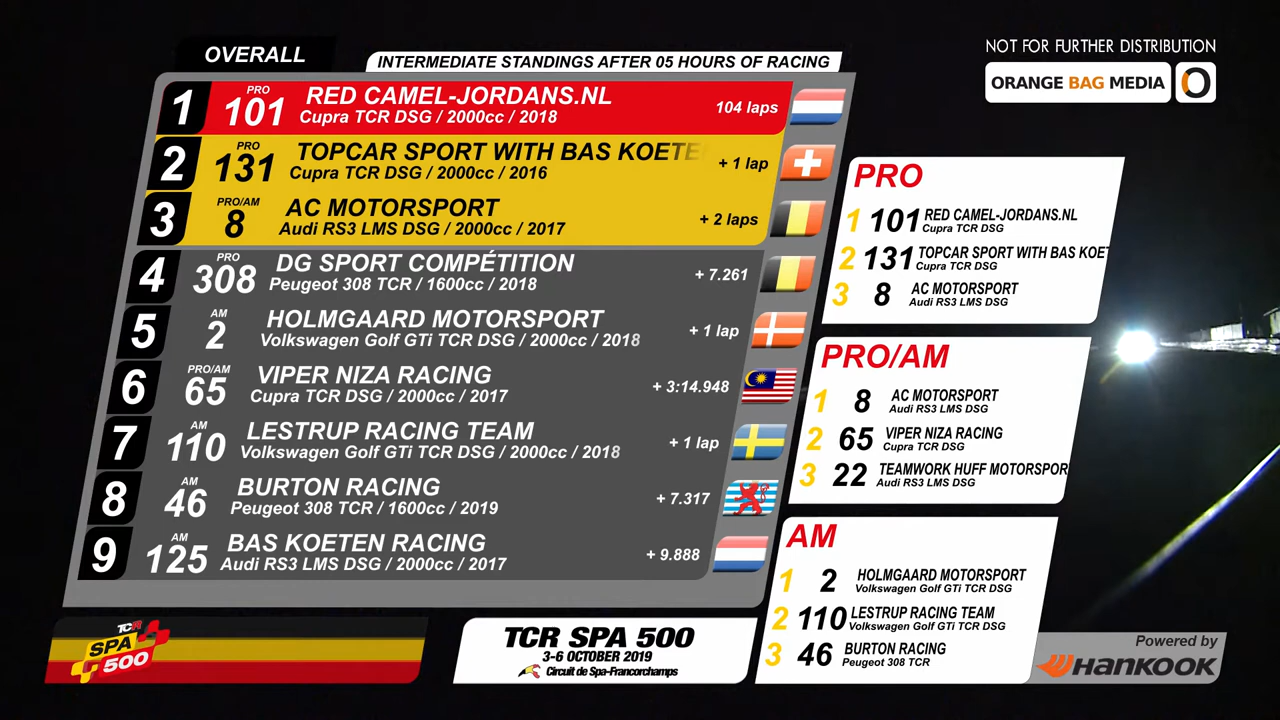 OVERALL
INTERMEDIATE STANDINGS AFTER 05 HOURS OF RACING
1 PRO 101 RED CAMEL-JORDANS.NL 104 laps
Cupra TCR DSG / 2000cc / 2018
2 PRO 131 TOPCAR SPORT WITH BAS KOETE + 1 lap
Cupra TCR DSG / 2000cc / 2016
3 PRO/AM 8 AC MOTORSPORT + 2 laps
Audi RS3 LMS DSG / 2000cc / 2017
4 PRO 308 DG SPORT COMPÉTITION + 7.261
Peugeot 308 TCR / 1600cc / 2018
5 AM 2 HOLMGAARD MOTORSPORT + 1 lap
Volkswagen Golf GTi TCR DSG / 2000cc / 2018
6 PRO/AM 65 VIPER NIZA RACING + 3:14.948
Cupra TCR DSG / 2000cc / 2017
7 AM 110 LESTRUP RACING TEAM + 1 lap
Volkswagen Golf GTi TCR DSG / 2000cc / 2018
8 AM 46 BURTON RACING + 7.317
Peugeot 308 TCR / 1600cc / 2019
9 AM 125 BAS KOETEN RACING + 9.888
Audi RS3 LMS DSG / 2000cc / 2017
NOT FOR FURTHER DISTRIBUTION
ORANGE BAG MEDIA
PRO
1 101 RED CAMEL-JORDANS.NL
Cupra TCR DSG
2 131 TOPCAR SPORT WITH BAS KOET
Cupra TCR DSG
3 8 AC MOTORSPORT
Audi RS3 LMS DSG
PRO/AM
1 8 AC MOTORSPORT
Audi RS3 LMS DSG
2 65 VIPER NIZA RACING
Cupra TCR DSG
3 22 TEAMWORK HUFF MOTORSPOR
Audi RS3 LMS DSG
AM
1 2 HOLMGAARD MOTORSPORT
Volkswagen Golf GTi TCR DSG
2 110 LESTRUP RACING TEAM
Volkswagen Golf GTi TCR DSG
3 46 BURTON RACING
Peugeot 308 TCR
TCR
SPA
500
TCR SPA 500
3-6 OCTOBER 2019
Circuit de Spa-Francorchamps
Powered by
HANKOOK